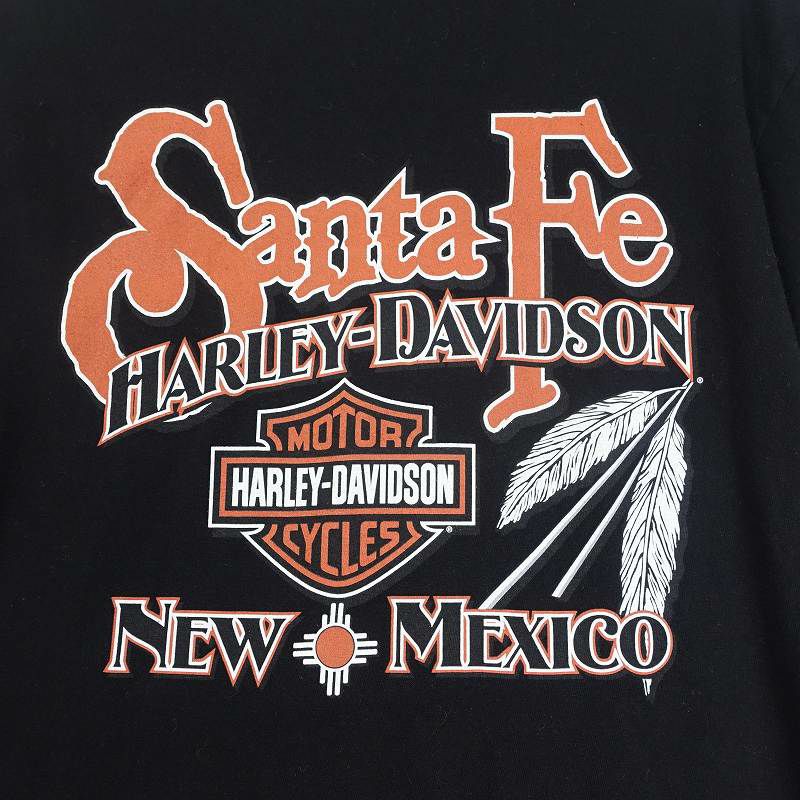 Santa Fe
HARLEY-DAVIDSON
®
MOTOR
HARLEY-DAVIDSON
CYCLES
®
NEW MEXICO